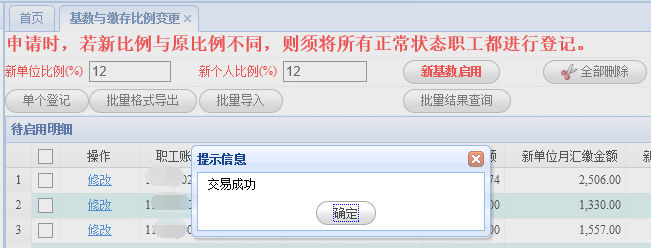 首页 基数与缴存比例变更
申请时，若新比例与原比例不同，则须将所有正常状态职工都进行登记。
新单位比例(%) 12 新个人比例(%) 12 新基数启用 全部删除
单个登记 批量格式导出 批量导入 批量结果查询
待启用明细
操作 职工账 额 新单位月汇缴金额
提示信息
交易成功
确定
1 修改 02 74 2,506.00
2 修改 1,330.00
3 修改 1,557.00